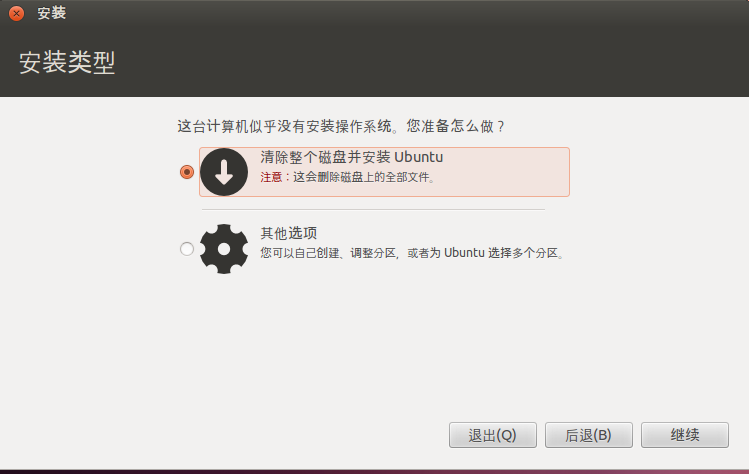 安装
安装类型
这台计算机似乎没有安装操作系统。您准备怎么做？
清除整个磁盘并安装 Ubuntu
注意：这会删除磁盘上的全部文件。
其他选项
您可以自己创建、调整分区，或者为 Ubuntu 选择多个分区。
退出(Q) 后退(B) 继续